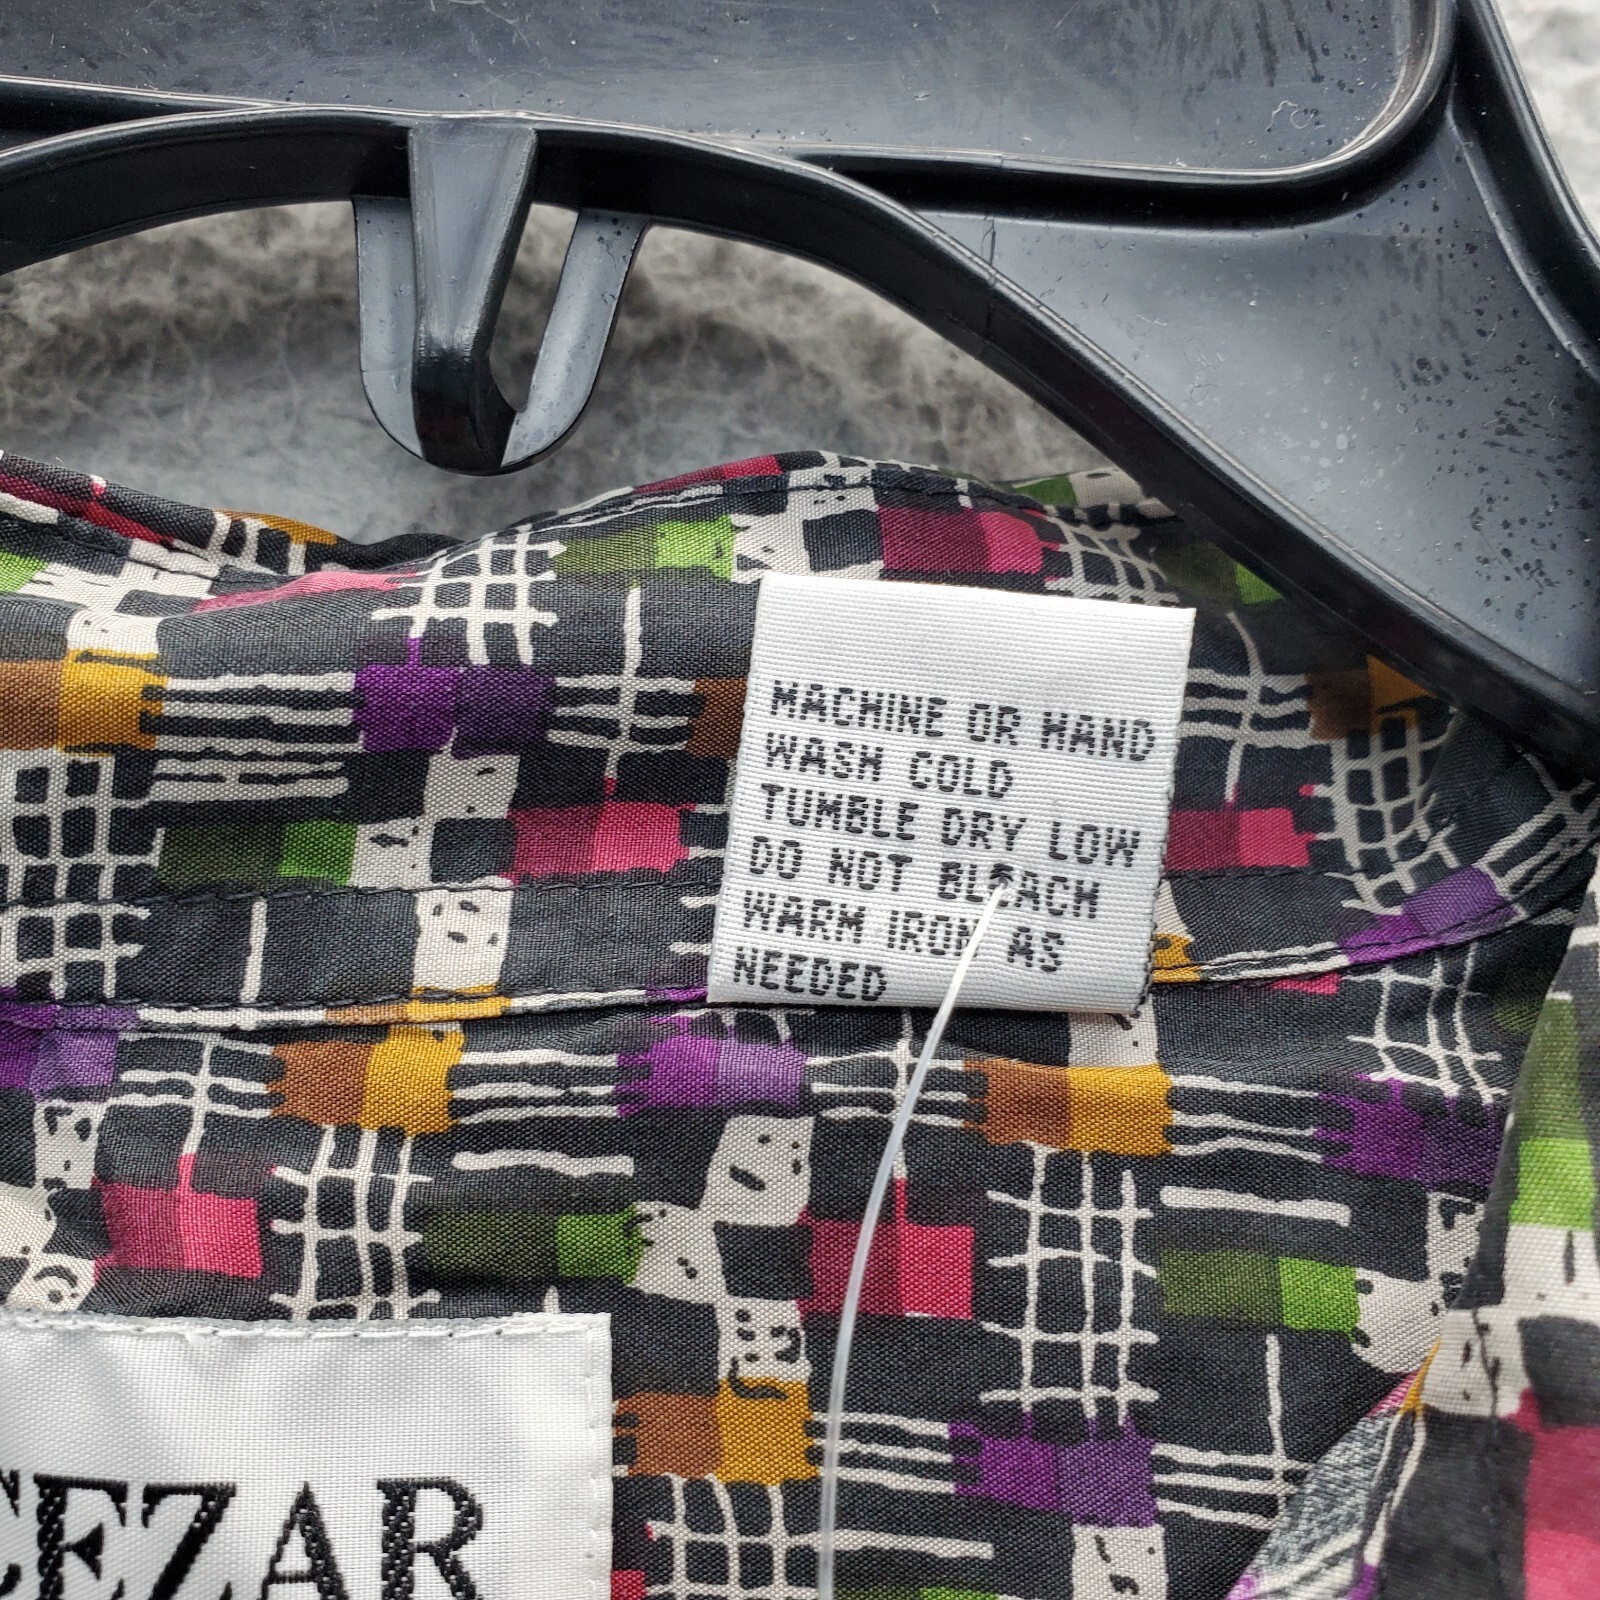 MACHINE OR HAND
WASH COLD
TUMBLE DRY LOW
DO NOT BLEACH
WARM IRON AS
NEEDED
CEZAR